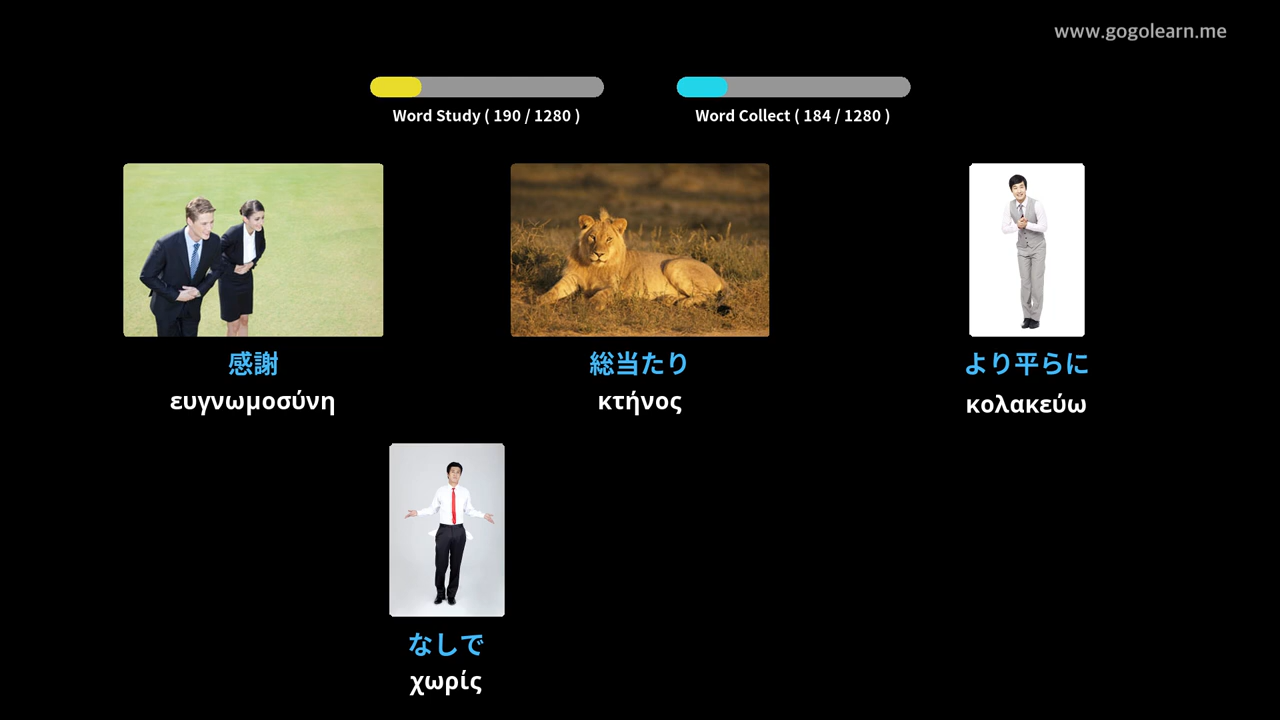 www.gogolearn.me
Word Study ( 190 / 1280 )
Word Collect ( 184 / 1280 )
感謝
ευγνωμοσύνη
総当たり
κτήνος
より平らに
κολακεύω
なしで
χωρίς